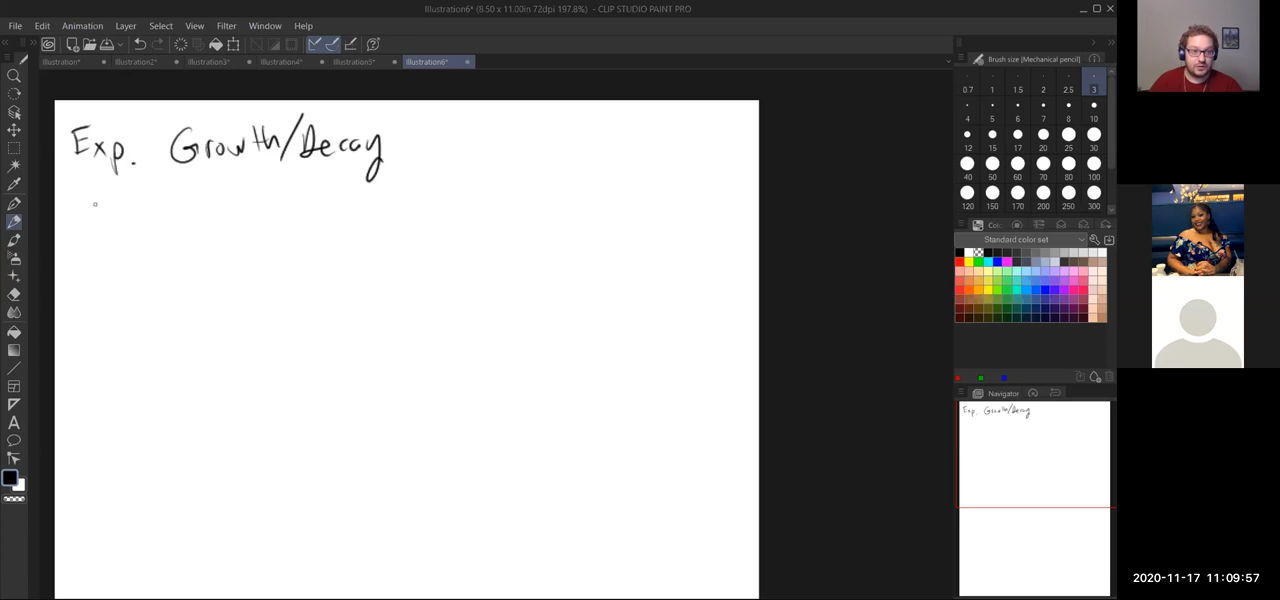 Illustration6* (8.50 x 11.00in 72dpi 197.8%) - CLIP STUDIO PAINT PRO
File Edit Animation Layer Select View Filter Window Help
Illustration* Illustration2* Illustration3* Illustration4* Illustration5* Illustration6*
Exp. Growth/Decay
Brush size [Mechanical pencil]
0.7 1 1.5 2 2.5 3
4 5 6 7 8 10
12 15 17 20 25 30
40 50 60 70 80 100
120 150 170 200 250 300
Standard color set
Navigator
Exp. Growth/Decay
2020-11-17 11:09:57